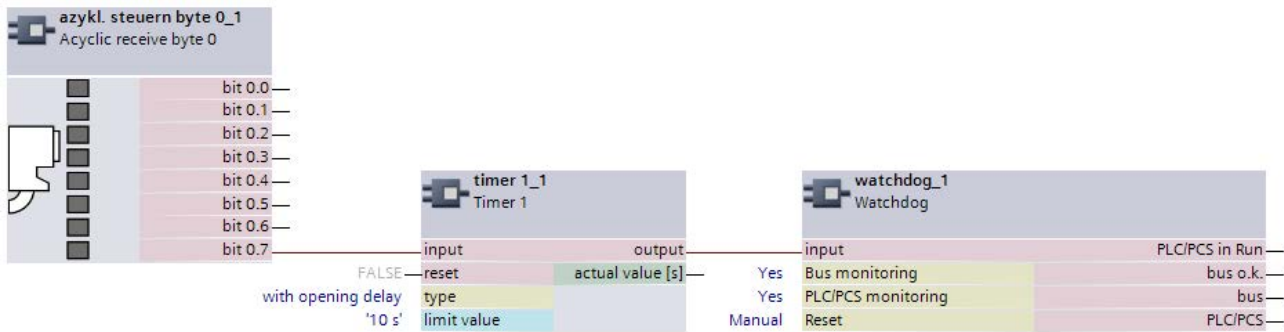 azykl. steuern byte 0_1
Acyclic receive byte 0
bit 0.0
bit 0.1
bit 0.2
bit 0.3
bit 0.4
bit 0.5
bit 0.6
bit 0.7
timer 1_1
Timer 1
input output
FALSE reset actual value [s]
with opening delay type
'10 s' limit value
watchdog_1
Watchdog
input PLC/PCS in Run
Yes Bus monitoring bus o.k.
Yes PLC/PCS monitoring bus
Manual Reset PLC/PCS